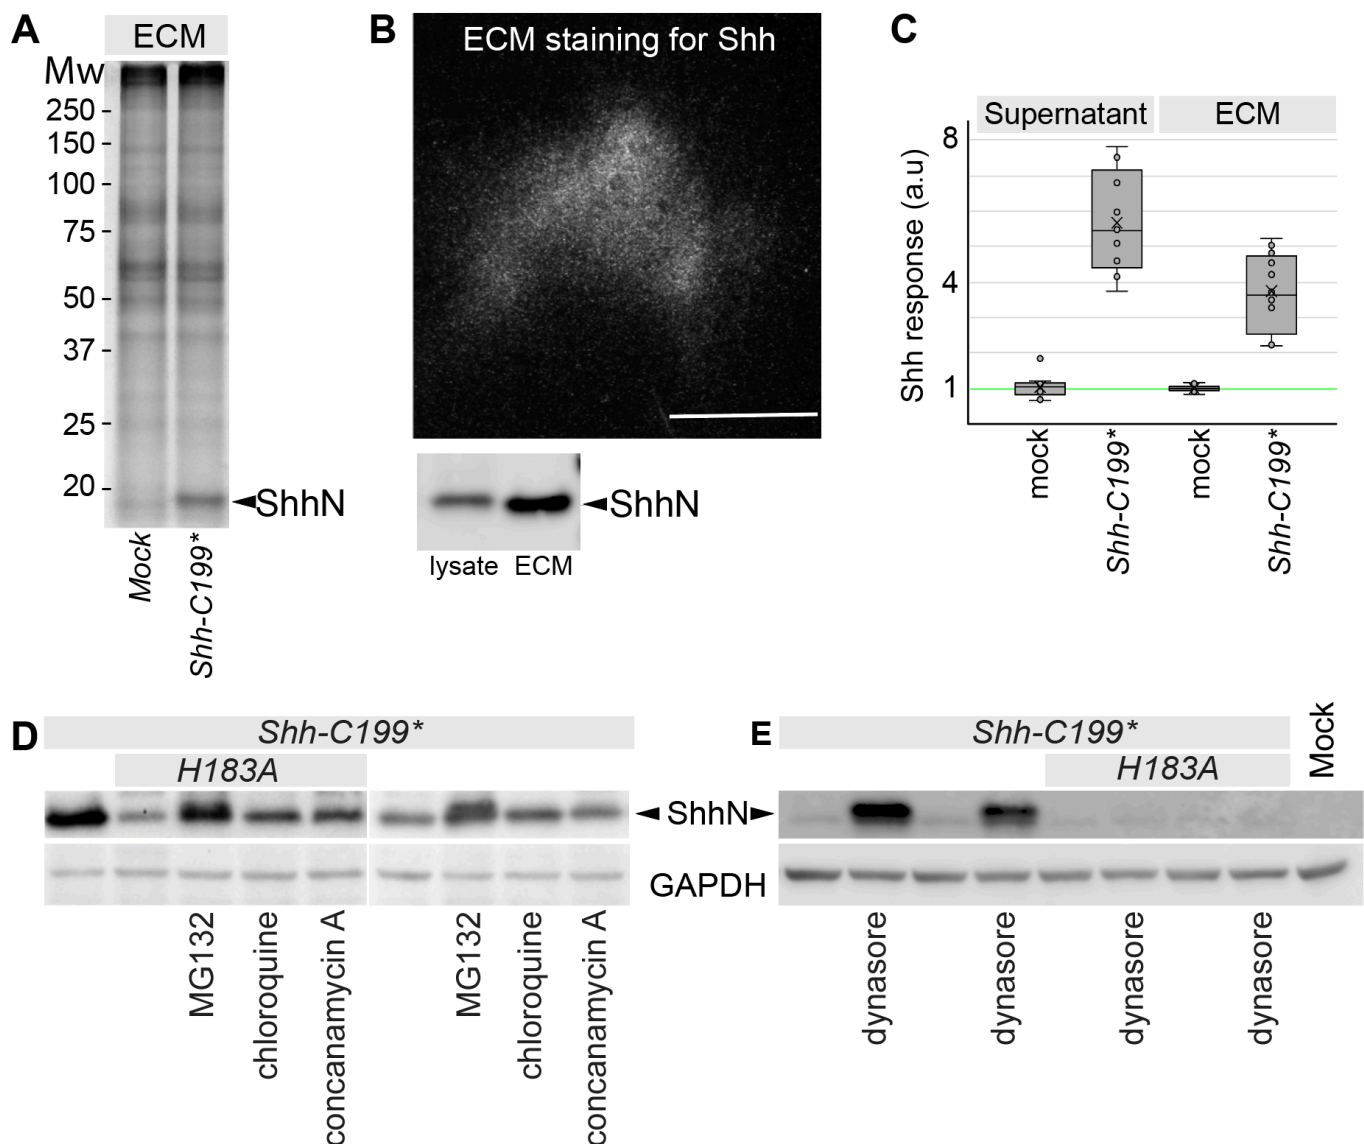 A
ECM
Mw
250
150
100
75
50
37
25
20
ShhN
Mock
Shh-C199*
B
ECM staining for Shh
ShhN
lysate ECM
C
Supernatant ECM
Shh response (a.u)
8
4
1
mock
Shh-C199*
mock
Shh-C199*
D
Shh-C199*
H183A
ShhN
GAPDH
MG132
chloroquine
concanamycin A
MG132
chloroquine
concanamycin A
E
Shh-C199*
H183A
Mock
dynasore
dynasore
dynasore
dynasore